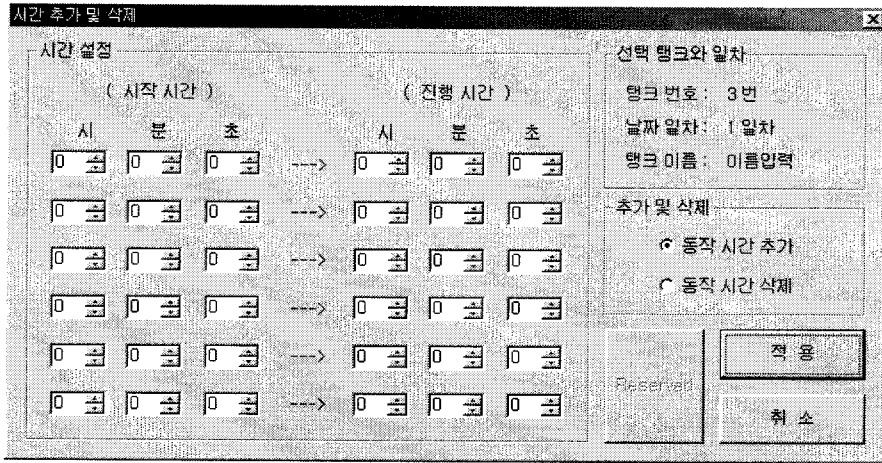 시간 추가 및 삭제
시간 설정
( 시작 시간 ) ( 진행 시간 )
시 분 초 시 분 초
0 0 0 ---> 0 0 0
0 0 0 ---> 0 0 0
0 0 0 ---> 0 0 0
0 0 0 ---> 0 0 0
0 0 0 ---> 0 0 0
0 0 0 ---> 0 0 0
선택 탱크와 일차
탱크 번호 : 3 번
날짜 일차 : 1 일차
탱크 이름 : 이름입력
추가 및 삭제
동작 시간 추가
동작 시간 삭제
Reserved
적 용
취 소